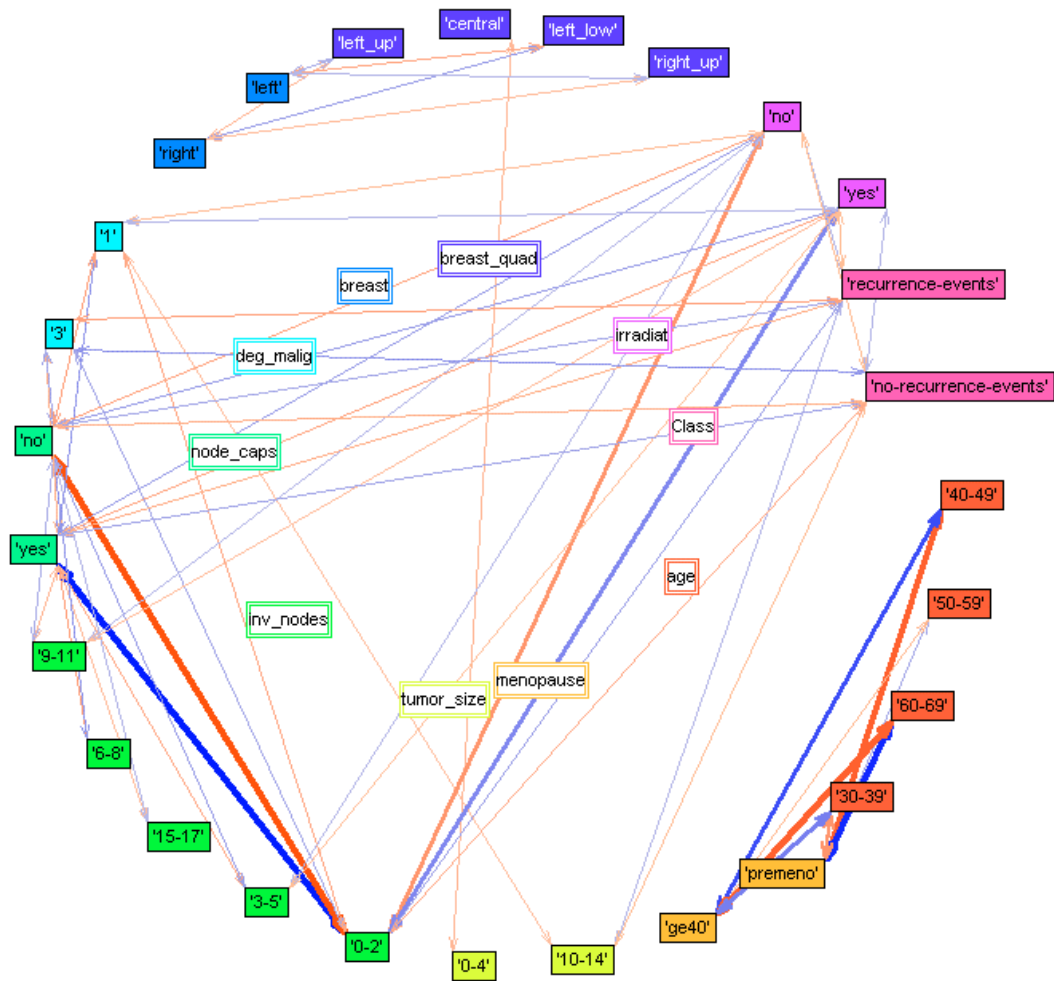 'central'
'left_up'
'left_low'
'right_up'
'left'
'no'
'right'
'yes'
'1'
breast_quad
'recurrence-events'
breast
'3'
irradiat
deg_malig
'no-recurrence-events'
Class
'no'
node_caps
'40-49'
'yes'
age
'50-59'
inv_nodes
'9-11'
menopause
tumor_size
'60-69'
'6-8'
'30-39'
'15-17'
'premeno'
'3-5'
'ge40'
'0-2'
'10-14'
'0-4'